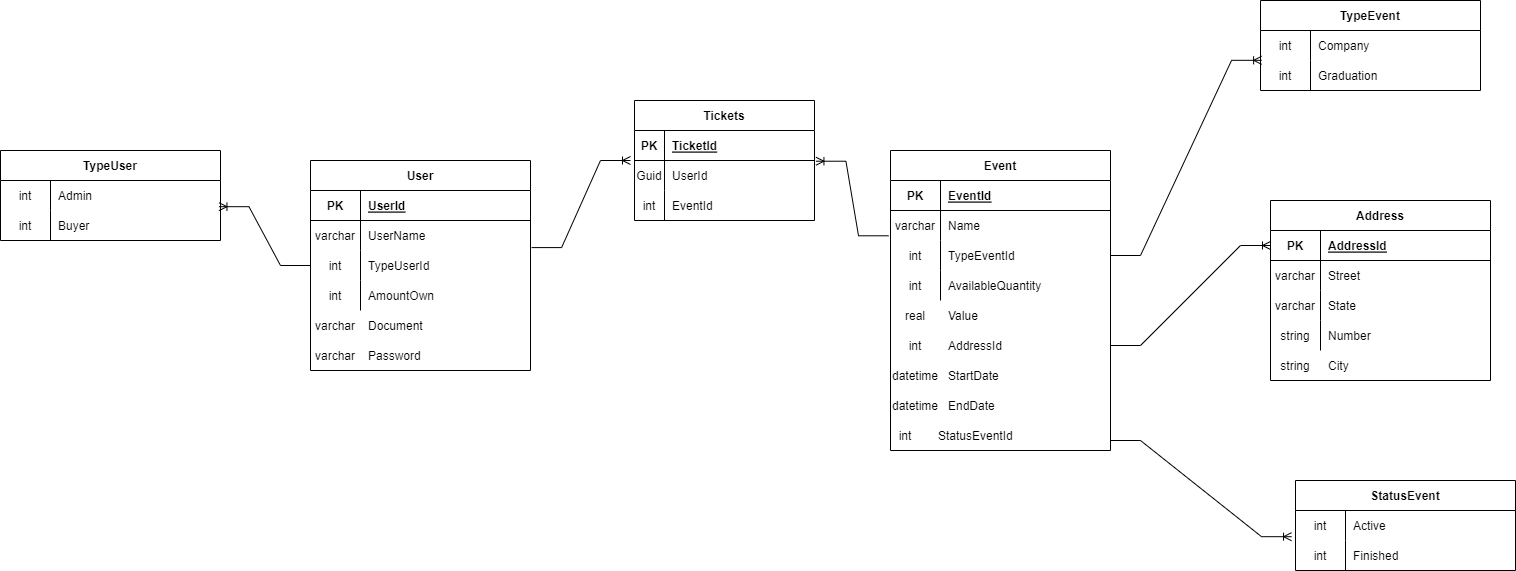 TypeUser
int Admin
int Buyer
User
PK UserId
varchar UserName
int TypeUserId
int AmountOwn
varchar Document
varchar Password
Tickets
PK TicketId
Guid UserId
int EventId
Event
PK EventId
varchar Name
int TypeEventId
int AvailableQuantity
real Value
int AddressId
datetime StartDate
datetime EndDate
int StatusEventId
TypeEvent
int Company
int Graduation
Address
PK AddressId
varchar Street
varchar State
string Number
string City
StatusEvent
int Active
int Finished